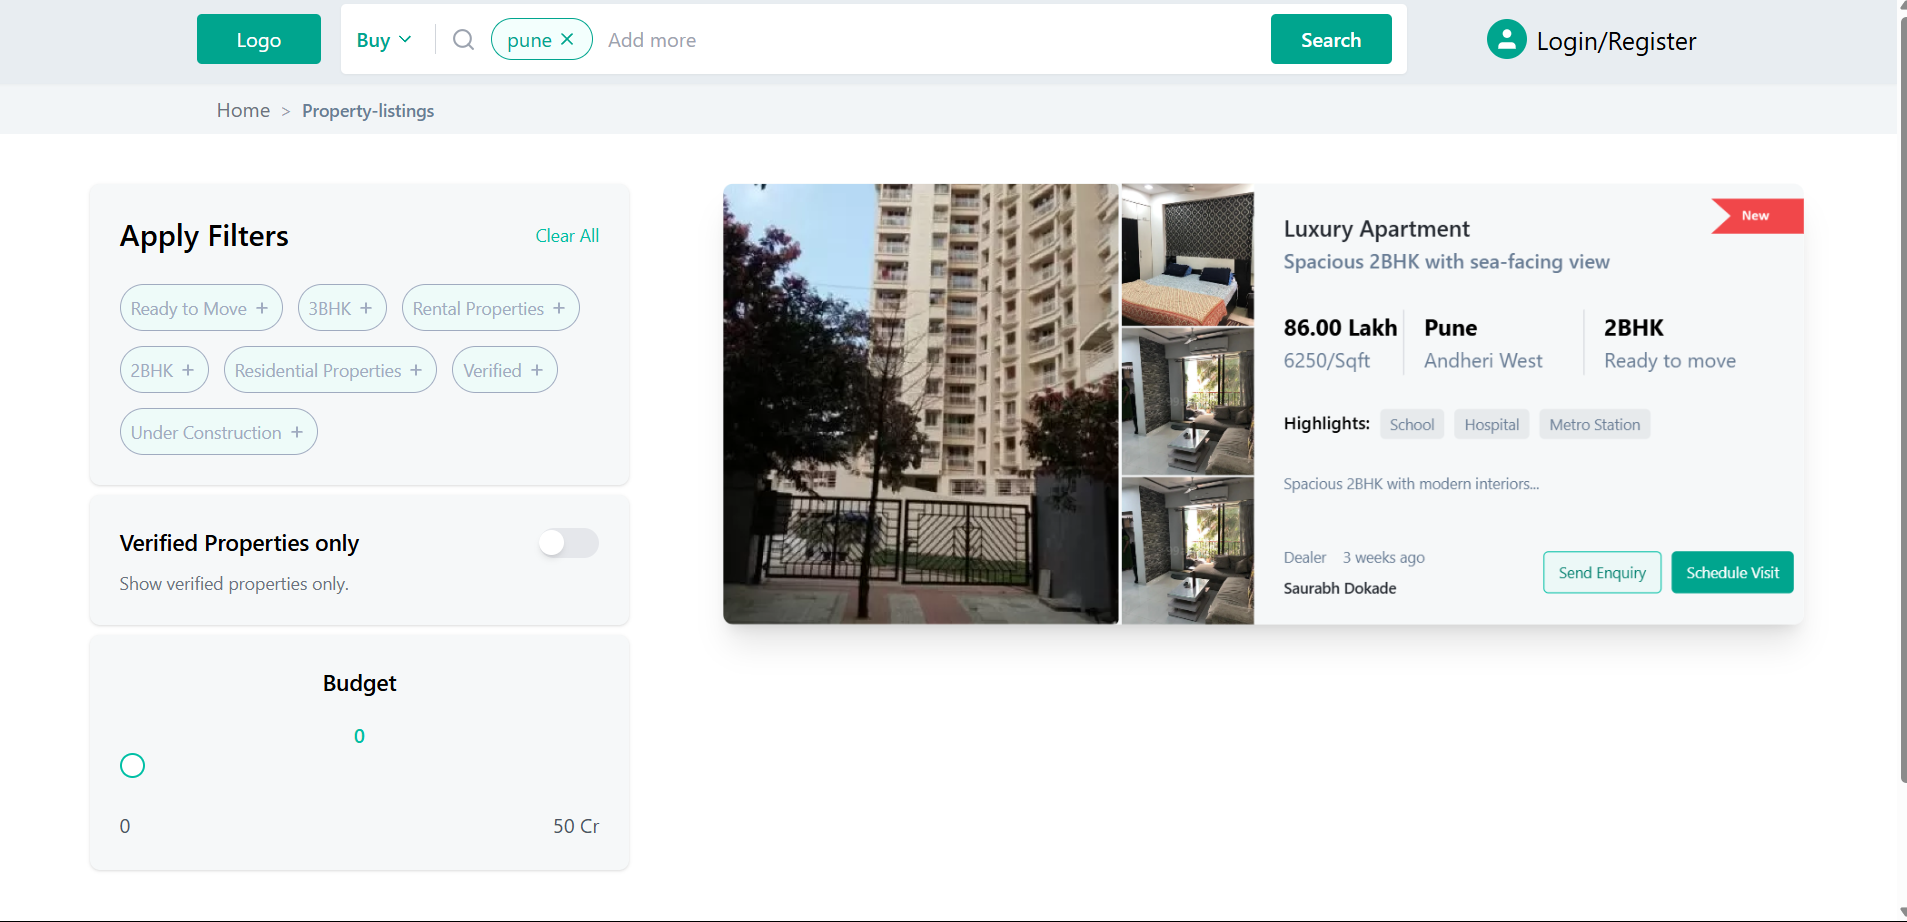 Logo
Buy
pune
Add more
Search
Login/Register
Home > Property-listings
Apply Filters
Clear All
Ready to Move +
3BHK +
Rental Properties +
2BHK +
Residential Properties +
Verified +
Under Construction +
Verified Properties only
Show verified properties only.
Budget
0
0
50 Cr
New
Luxury Apartment
Spacious 2BHK with sea-facing view
86.00 Lakh
6250/Sqft
Pune
Andheri West
2BHK
Ready to move
Highlights:
School
Hospital
Metro Station
Spacious 2BHK with modern interiors...
Dealer
3 weeks ago
Saurabh Dokade
Send Enquiry
Schedule Visit